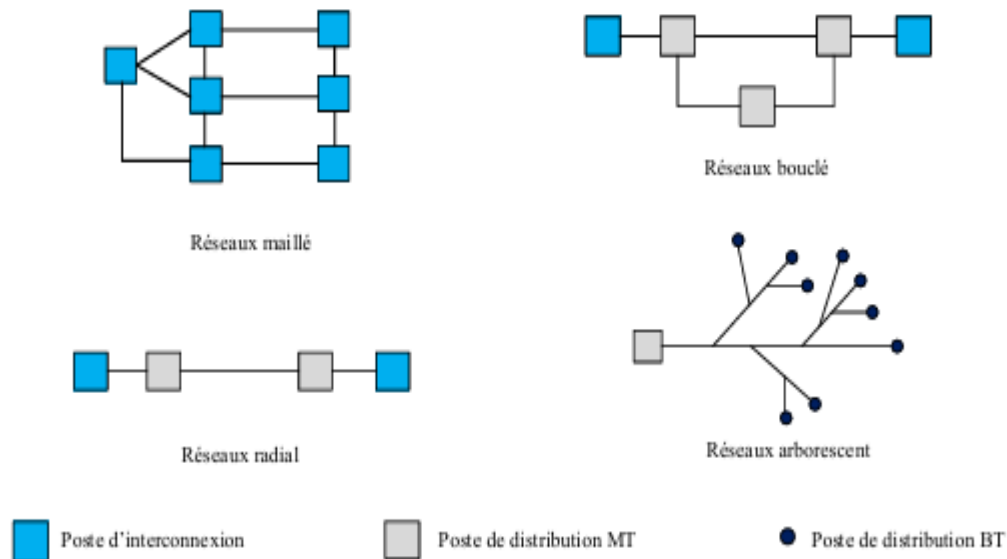 Réseaux maillé
Réseaux bouclé
Réseaux radial
Réseaux arborescent
Poste d'interconnexion
Poste de distribution MT
Poste de distribution BT